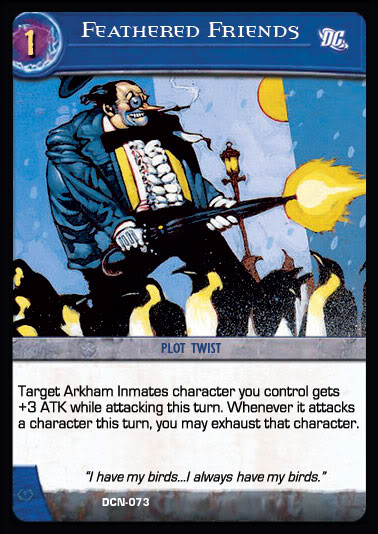 1
FEATHERED FRIENDS
DC
PLOT TWIST
Target Arkham Inmates character you control gets
+3 ATK while attacking this turn. Whenever it attacks
a character this turn, you may exhaust that character.
“I have my birds...I always have my birds.”
DCN-073